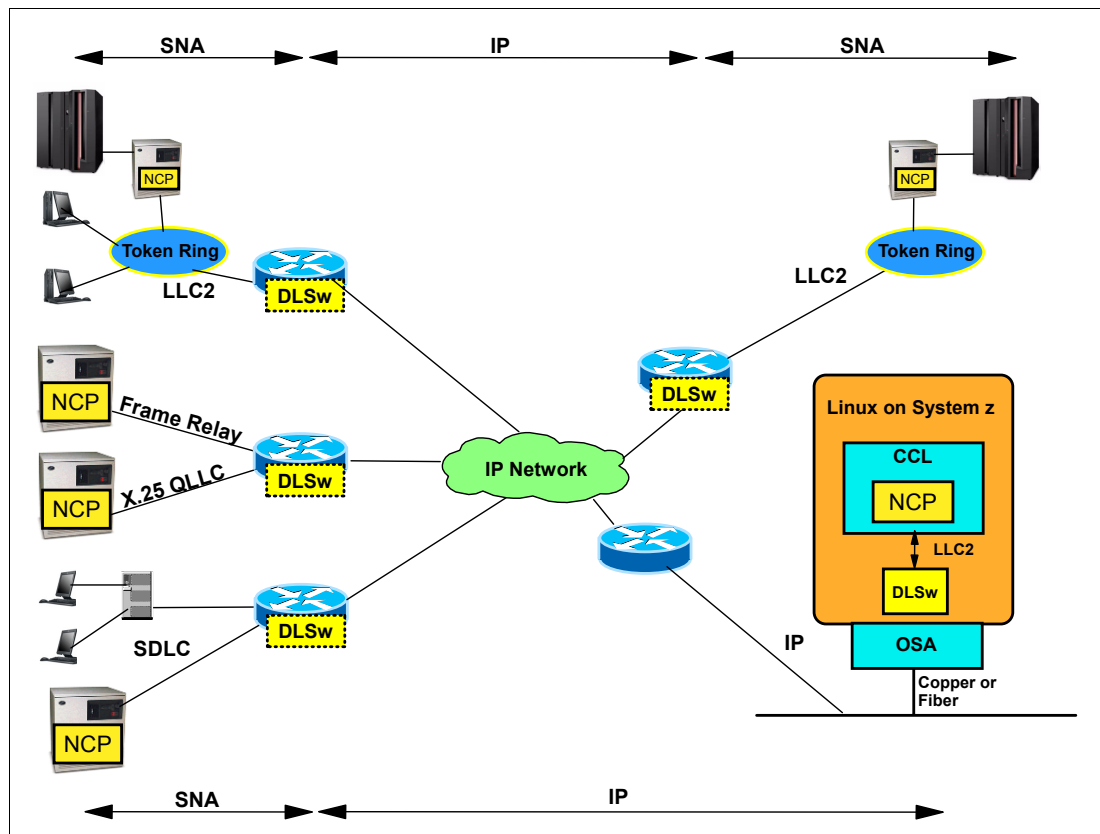 SNA
IP
SNA
NCP
NCP
Token Ring
Token Ring
LLC2
DLSw
LLC2
DLSw
NCP
Frame Relay
Linux on System z
CCL
NCP
IP Network
DLSw
X.25 QLLC
NCP
LLC2
DLSw
DLSw
SDLC
IP
OSA
Copper or
Fiber
NCP
SNA
IP